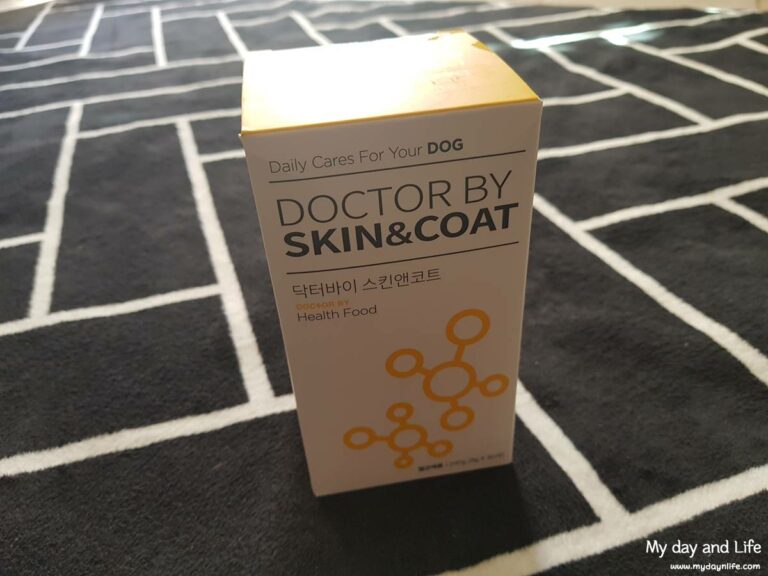 Daily Cares For Your DOG
DOCTOR BY
SKIN&COAT
닥터바이 스킨앤코트
DOCTOR BY
Health Food
My day and Life
www.mydaynlife.com